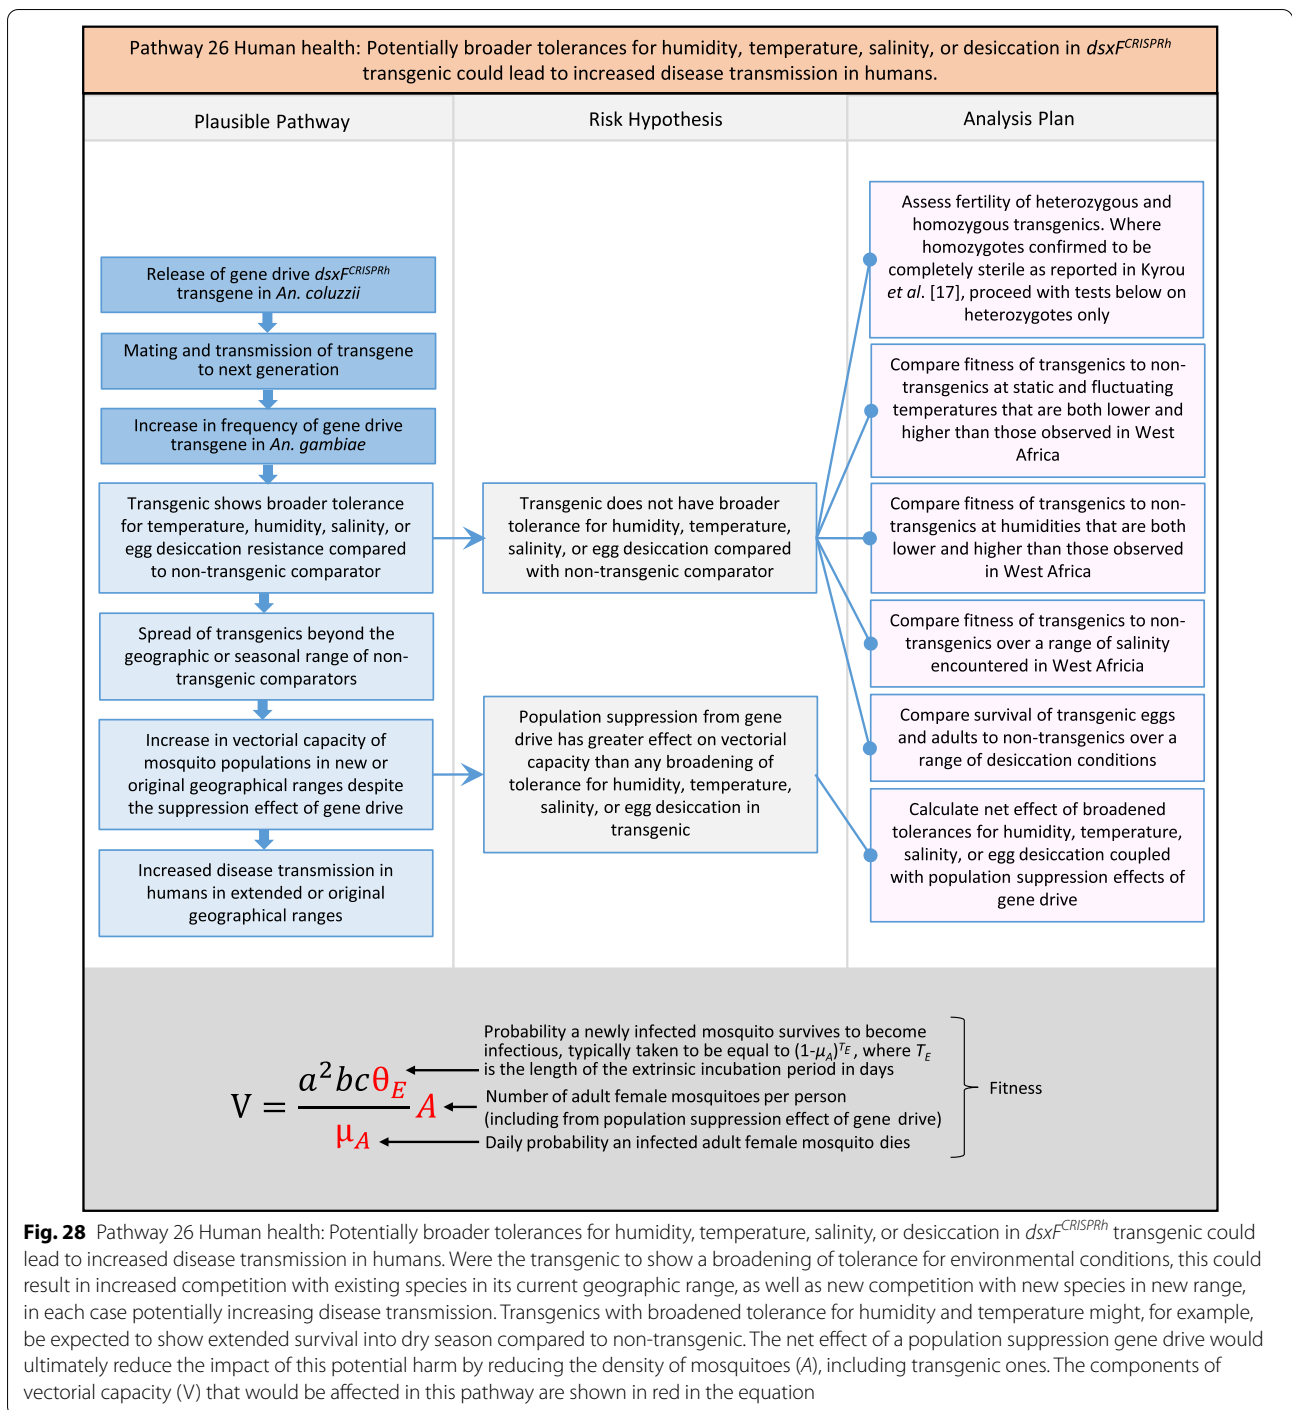 Pathway 26 Human health: Potentially broader tolerances for humidity, temperature, salinity, or desiccation in dsxF^CRISPRh
transgenic could lead to increased disease transmission in humans.
Plausible Pathway
Risk Hypothesis
Analysis Plan
Release of gene drive dsxF^CRISPRh
transgene in An. coluzzii
Mating and transmission of transgene
to next generation
Increase in frequency of gene drive
transgene in An. gambiae
Transgenic shows broader tolerance
for temperature, humidity, salinity, or
egg desiccation resistance compared
to non-transgenic comparator
Spread of transgenics beyond the
geographic or seasonal range of non-
transgenic comparators
Increase in vectorial capacity of
mosquito populations in new or
original geographical ranges despite
the suppression effect of gene drive
Increased disease transmission in
humans in extended or original
geographical ranges
Transgenic does not have broader
tolerance for humidity, temperature,
salinity, or egg desiccation compared
with non-transgenic comparator
Population suppression from gene
drive has greater effect on vectorial
capacity than any broadening of
tolerance for humidity, temperature,
salinity, or egg desiccation in
transgenic
Assess fertility of heterozygous and
homozygous transgenics. Where
homozygotes confirmed to be
completely sterile as reported in Kyrou
et al. [17], proceed with tests below on
heterozygotes only
Compare fitness of transgenics to non-
transgenics at static and fluctuating
temperatures that are both lower and
higher than those observed in West
Africa
Compare fitness of transgenics to non-
transgenics at humidities that are both
lower and higher than those observed
in West Africa
Compare fitness of transgenics to non-
transgenics over a range of salinity
encountered in West Africia
Compare survival of transgenic eggs
and adults to non-transgenics over a
range of desiccation conditions
Calculate net effect of broadened
tolerances for humidity, temperature,
salinity, or egg desiccation coupled
with population suppression effects of
gene drive
V = a²bcθ_E / μ_A A
Probability a newly infected mosquito survives to become
infectious, typically taken to be equal to (1-μ_A)^T_E, where T_E
is the length of the extrinsic incubation period in days
Number of adult female mosquitoes per person
(including from population suppression effect of gene drive)
Daily probability an infected adult female mosquito dies
Fitness
Fig. 28 Pathway 26 Human health: Potentially broader tolerances for humidity, temperature, salinity, or desiccation in dsxF^CRISPRh transgenic could
lead to increased disease transmission in humans. Were the transgenic to show a broadening of tolerance for environmental conditions, this could
result in increased competition with existing species in its current geographic range, as well as new competition with new species in new range,
in each case potentially increasing disease transmission. Transgenics with broadened tolerance for humidity and temperature might, for example,
be expected to show extended survival into dry season compared to non-transgenic. The net effect of a population suppression gene drive would
ultimately reduce the impact of this potential harm by reducing the density of mosquitoes (A), including transgenic ones. The components of
vectorial capacity (V) that would be affected in this pathway are shown in red in the equation